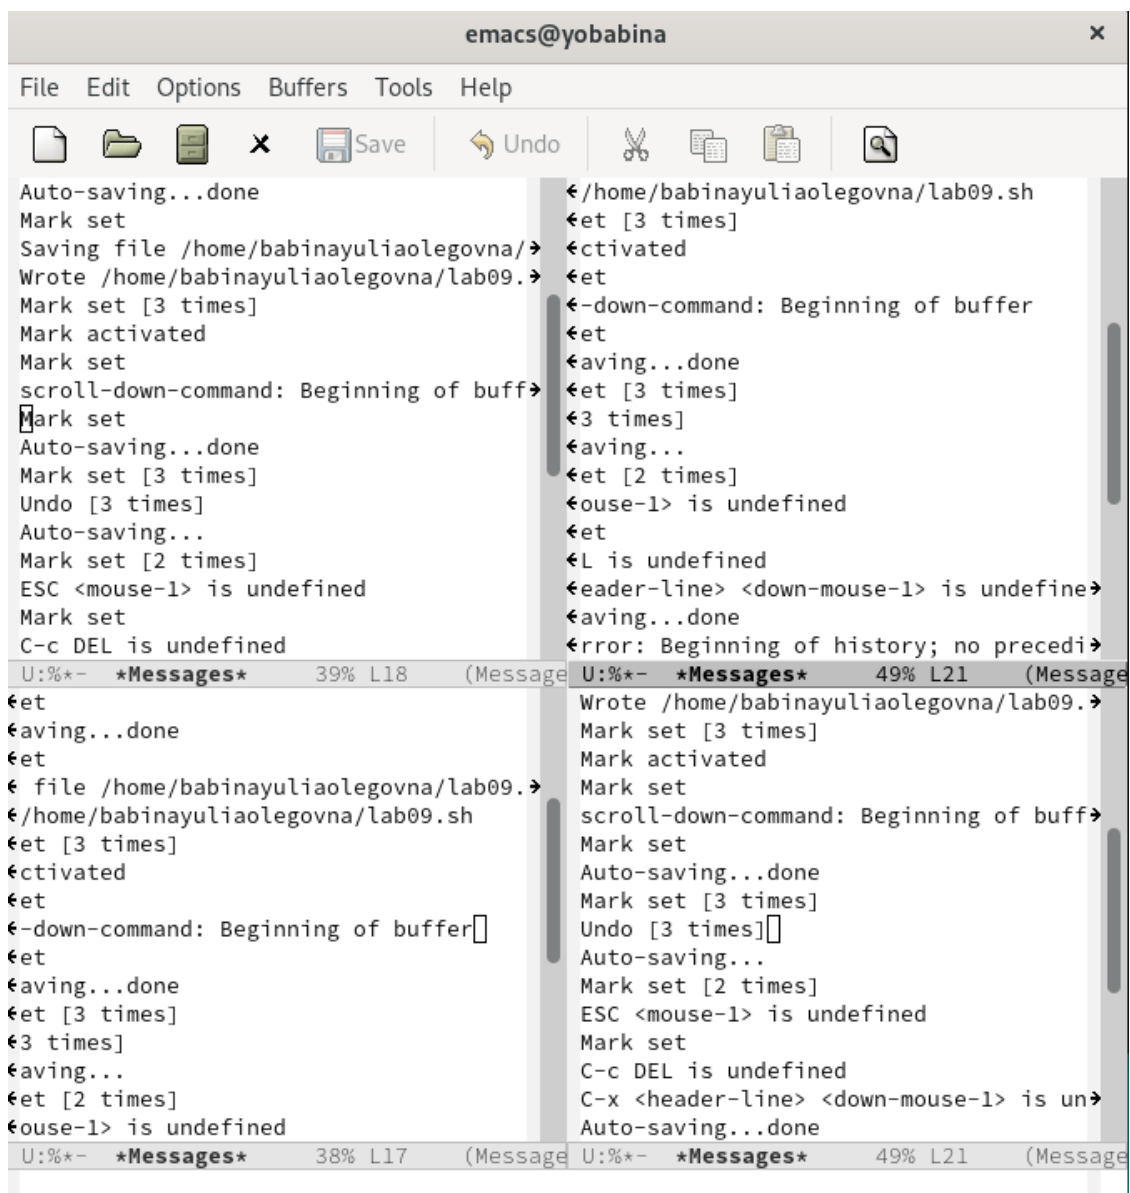 emacs@yobabina
File Edit Options Buffers Tools Help
Save Undo
Auto-saving...done
Mark set
Saving file /home/babinayuliaolegovna/
Wrote /home/babinayuliaolegovna/lab09.
Mark set [3 times]
Mark activated
Mark set
scroll-down-command: Beginning of buff
Mark set
Auto-saving...done
Mark set [3 times]
Undo [3 times]
Auto-saving...
Mark set [2 times]
ESC <mouse-1> is undefined
Mark set
C-c DEL is undefined
U:%*- *Messages* 39% L18 (Message
/home/babinayuliaolegovna/lab09.sh
et [3 times]
ctivated
et
-down-command: Beginning of buffer
et
aving...done
et [3 times]
3 times]
aving...
et [2 times]
ouse-1> is undefined
et
L is undefined
eader-line> <down-mouse-1> is undefine
aving...done
rror: Beginning of history; no precedi
U:%*- *Messages* 49% L21 (Message
et
aving...done
et
file /home/babinayuliaolegovna/lab09.
/home/babinayuliaolegovna/lab09.sh
et [3 times]
ctivated
et
-down-command: Beginning of buffer
et
aving...done
et [3 times]
3 times]
aving...
et [2 times]
ouse-1> is undefined
U:%*- *Messages* 38% L17 (Message
Wrote /home/babinayuliaolegovna/lab09.
Mark set [3 times]
Mark activated
Mark set
scroll-down-command: Beginning of buff
Mark set
Auto-saving...done
Mark set [3 times]
Undo [3 times]
Auto-saving...
Mark set [2 times]
ESC <mouse-1> is undefined
Mark set
C-c DEL is undefined
C-x <header-line> <down-mouse-1> is un
Auto-saving...done
U:%*- *Messages* 49% L21 (Message